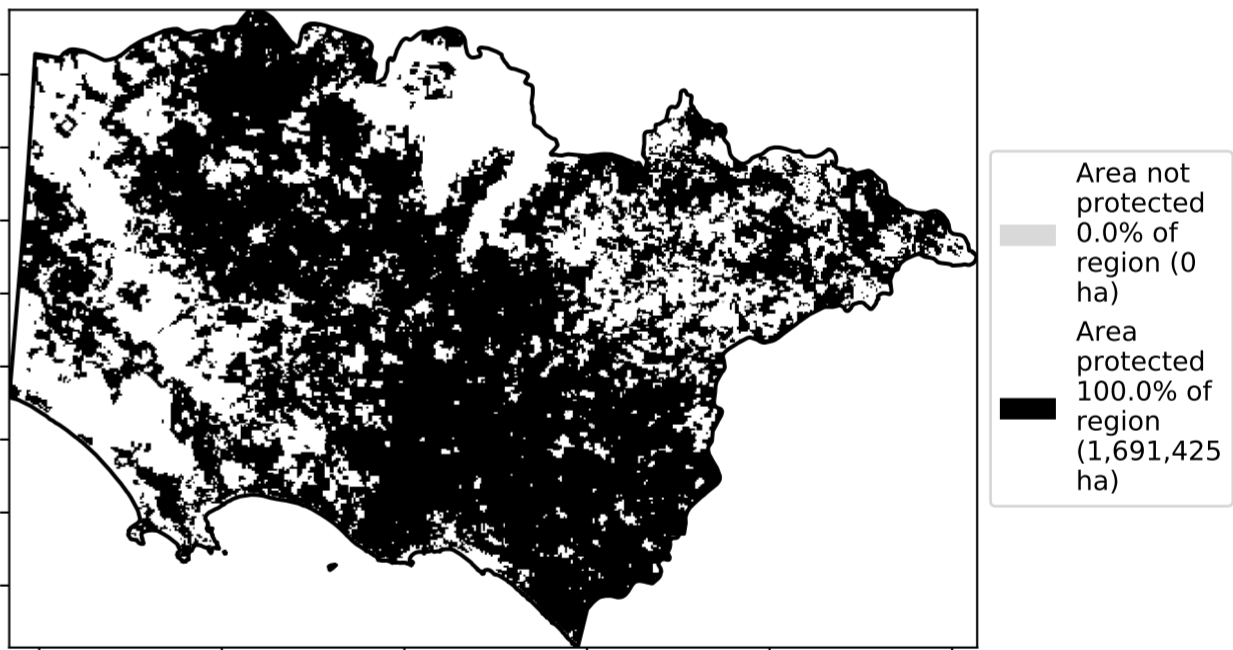 Area not
protected
0.0% of
region (0
ha)
Area
protected
100.0% of
region
(1,691,425
ha)